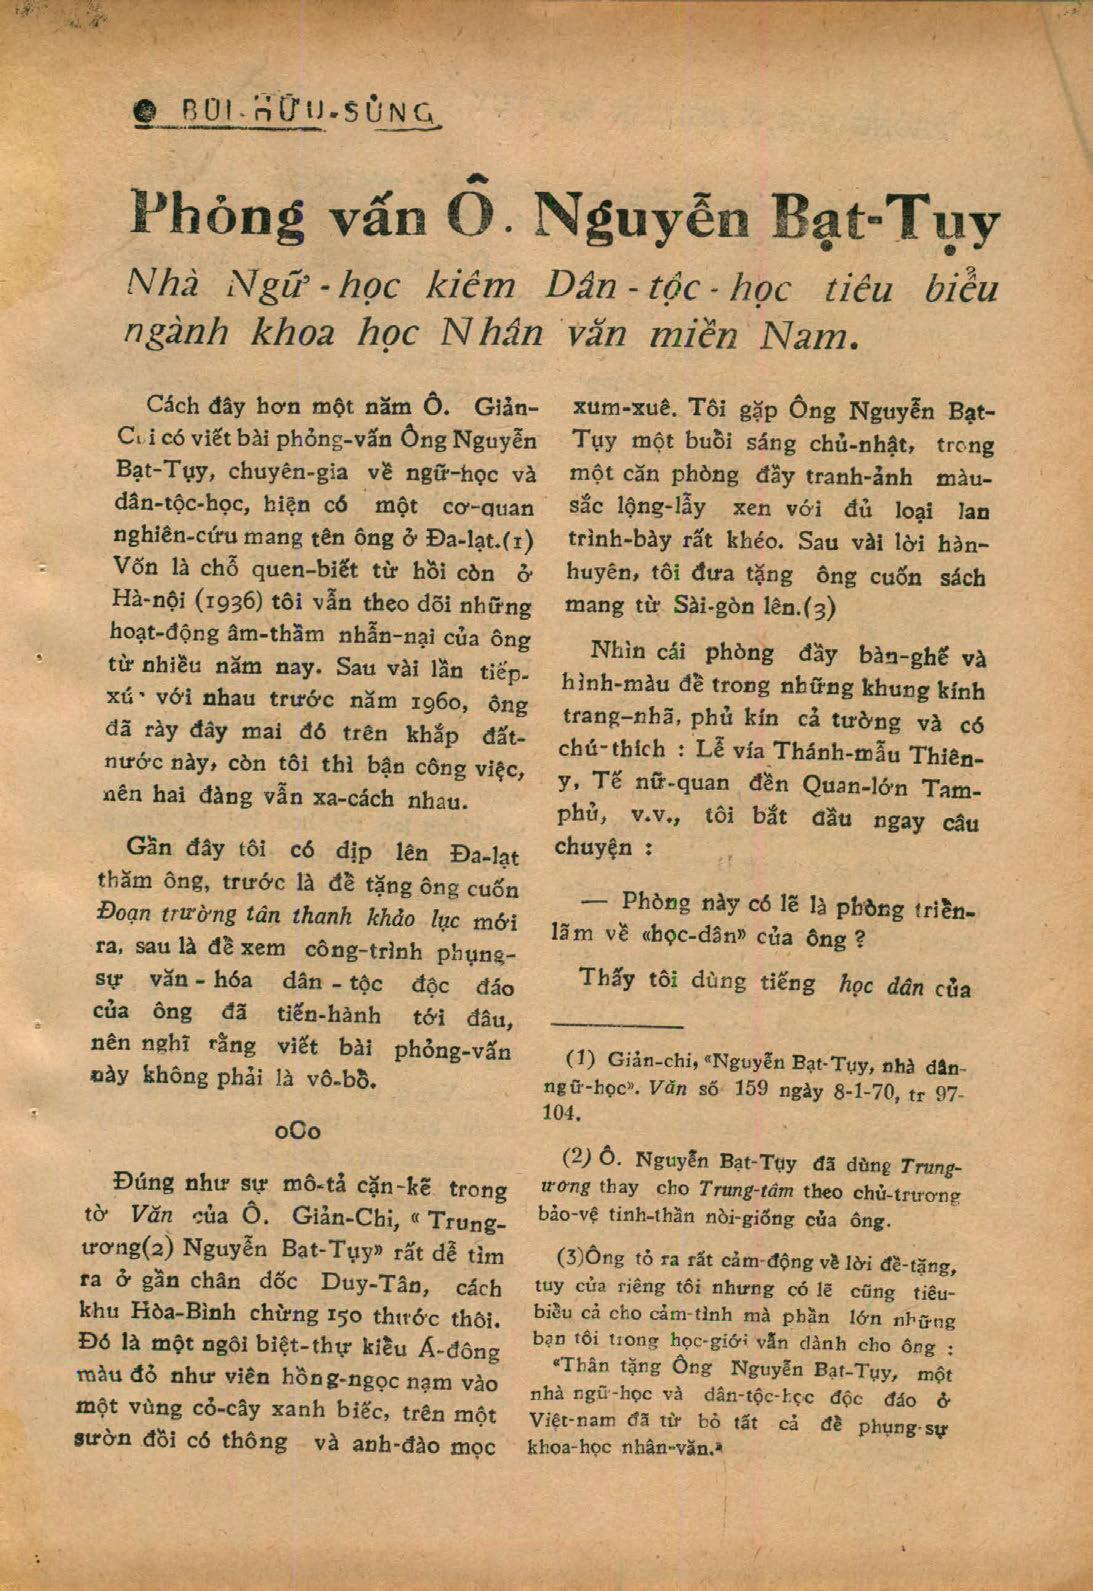 BÙI-HỮU-SỦNG
Phỏng vấn Ô. Nguyễn Bạt-Tụy
Nhà Ngữ-học kiêm Dân-tộc-học tiêu biểu
ngành khoa học Nhân văn miền Nam.
Cách đây hơn một năm Ô. Giản-
Chi có viết bài phỏng-vấn Ông Nguyễn
Bạt-Tụy, chuyên-gia về ngữ-học và
dân-tộc-học, hiện có một cơ-quan
nghiên-cứu mang tên ông ở Đa-lạt.(1)
Vốn là chỗ quen-biết từ hồi còn ở
Hà-nội (1936) tôi vẫn theo dõi những
hoạt-động âm-thầm nhẫn-nại của ông
từ nhiều năm nay. Sau vài lần tiếp-
xúc với nhau trước năm 1960, ông
đã rày đây mai đó trên khắp đất-
nước này, còn tôi thì bận công việc,
nên hai đàng vẫn xa-cách nhau.
Gần đây tôi có dịp lên Đa-lạt
thăm ông, trước là để tặng ông cuốn
Đoạn trường tân thanh khảo lục mới
ra, sau là để xem công-trình phụng-
sự văn-hóa dân-tộc độc đáo
của ông đã tiến-hành tới đâu,
nên nghĩ rằng viết bài phỏng-vấn
này không phải là vô-bổ.
oOo
Đúng như sự mô-tả cặn-kẽ trong
tờ Văn của Ô. Giản-Chi, « Trung-
ương(2) Nguyễn Bạt-Tụy» rất dễ tìm
ra ở gần chân dốc Duy-Tân, cách
khu Hòa-Bình chừng 150 thước thôi.
Đó là một ngôi biệt-thự kiểu Á-đông
màu đỏ như viên hồng-ngọc nạm vào
một vùng cỏ-cây xanh biếc, trên một
sườn đồi có thông và anh-đào mọc
xum-xuê. Tôi gặp Ông Nguyễn Bạt-
Tụy một buổi sáng chủ-nhật, trong
một căn phòng đầy tranh-ảnh màu-
sắc lộng-lẫy xen với đủ loại lan
trình-bày rất khéo. Sau vài lời hàn-
huyên, tôi đưa tặng ông cuốn sách
mang từ Sài-gòn lên.(3)
Nhìn cái phòng đầy bàn-ghế và
hình-màu để trong những khung kính
trang-nhã, phủ kín cả tường và có
chú-thích : Lễ vía Thánh-mẫu Thiên-
y, Tế nữ-quan đền Quan-lớn Tam-
phủ, v.v., tôi bắt đầu ngay câu
chuyện :
— Phòng này có lẽ là phòng triển-
lãm về «học-dân» của ông ?
Thấy tôi dùng tiếng học dân của
(1) Giản-chi, «Nguyễn Bạt-Tụy, nhà dân-
ngữ-học». Văn số 159 ngày 8-1-70, tr 97-
104.
(2) Ô. Nguyễn Bạt-Tụy đã dùng Trung-
ương thay cho Trung-tâm theo chủ-trương
bảo-vệ tinh-thần nòi-giống của ông.
(3)Ông tỏ ra rất cảm-động về lời đề-tặng,
tuy của riêng tôi nhưng có lẽ cũng tiêu-
biểu cả cho cảm-tình mà phần lớn những
bạn tôi trong học-giới vẫn dành cho ông :
«Thân tặng Ông Nguyễn Bạt-Tụy, một
nhà ngữ-học và dân-tộc-học độc đáo ở
Việt-nam đã từ bỏ tất cả để phụng-sự
khoa-học nhân-văn.»